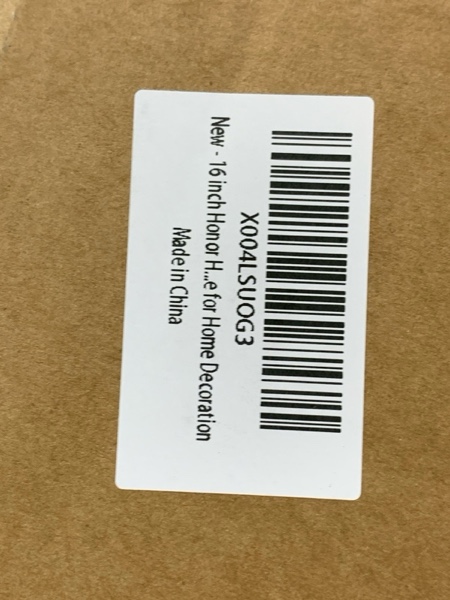 X004LSUOG3
New - 16 inch Honor H...e for Home Decoration
Made in China